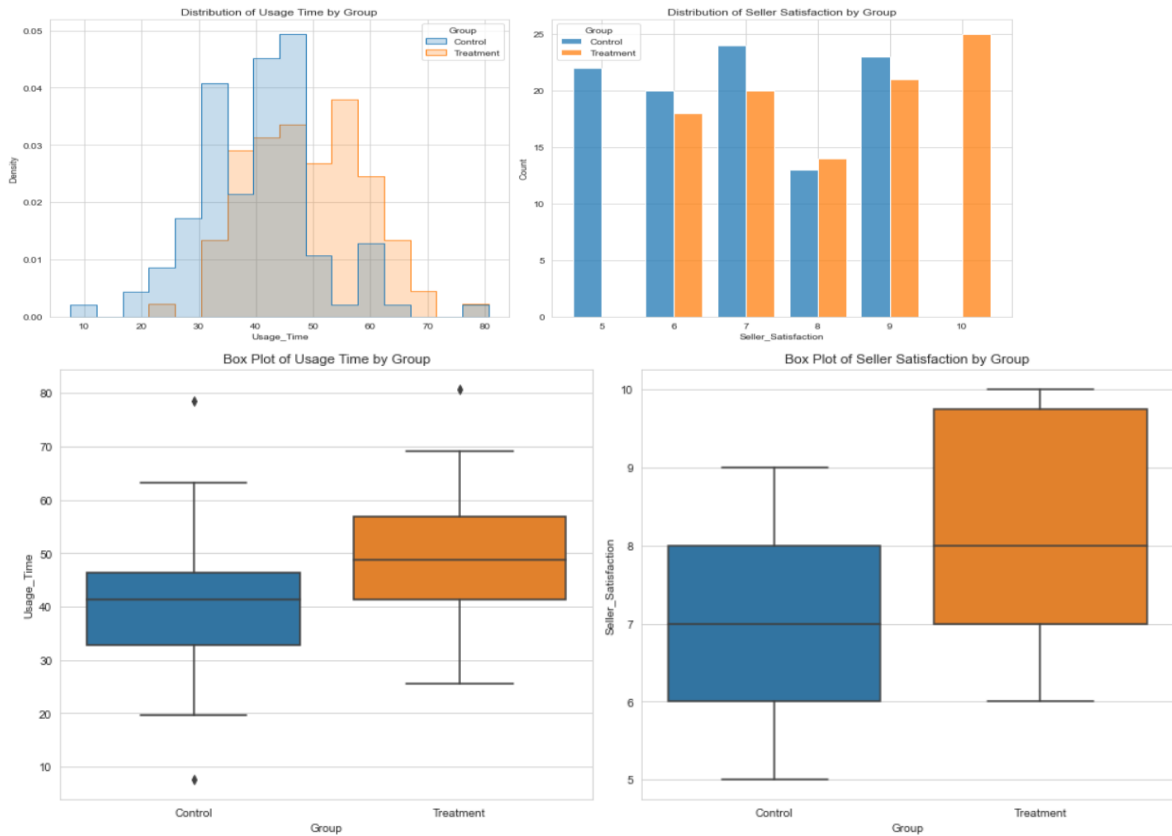 Distribution of Usage Time by Group
0.05
0.04
0.03
0.02
0.01
0.00
Density
10 20 30 40 50 60 70 80
Usage_Time
Group
Control
Treatment
Distribution of Seller Satisfaction by Group
25
20
15
10
5
0
Count
5 6 7 8 9 10
Seller_Satisfaction
Group
Control
Treatment
Box Plot of Usage Time by Group
80
70
60
50
40
30
20
10
Usage_Time
Control Treatment
Group
Box Plot of Seller Satisfaction by Group
10
9
8
7
6
5
Seller_Satisfaction
Control Treatment
Group